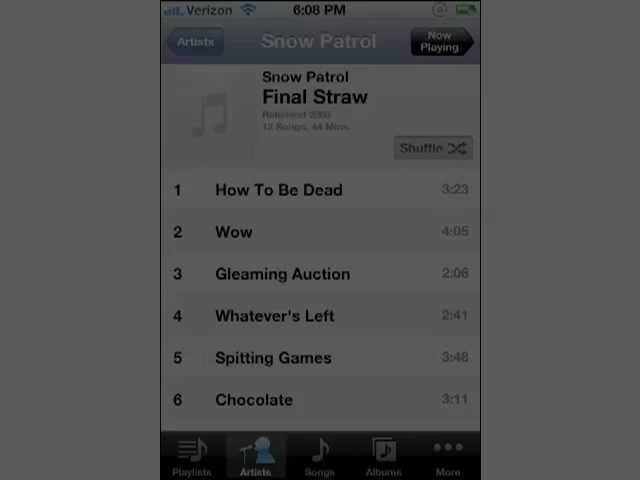 Verizon 6:08 PM
Artists Snow Patrol Now Playing
Snow Patrol
Final Straw
Released 2003
12 Songs, 44 Mins.
Shuffle
1 How To Be Dead 3:23
2 Wow 4:05
3 Gleaming Auction 2:06
4 Whatever's Left 2:41
5 Spitting Games 3:48
6 Chocolate 3:11
Playlists Artists Songs Albums More